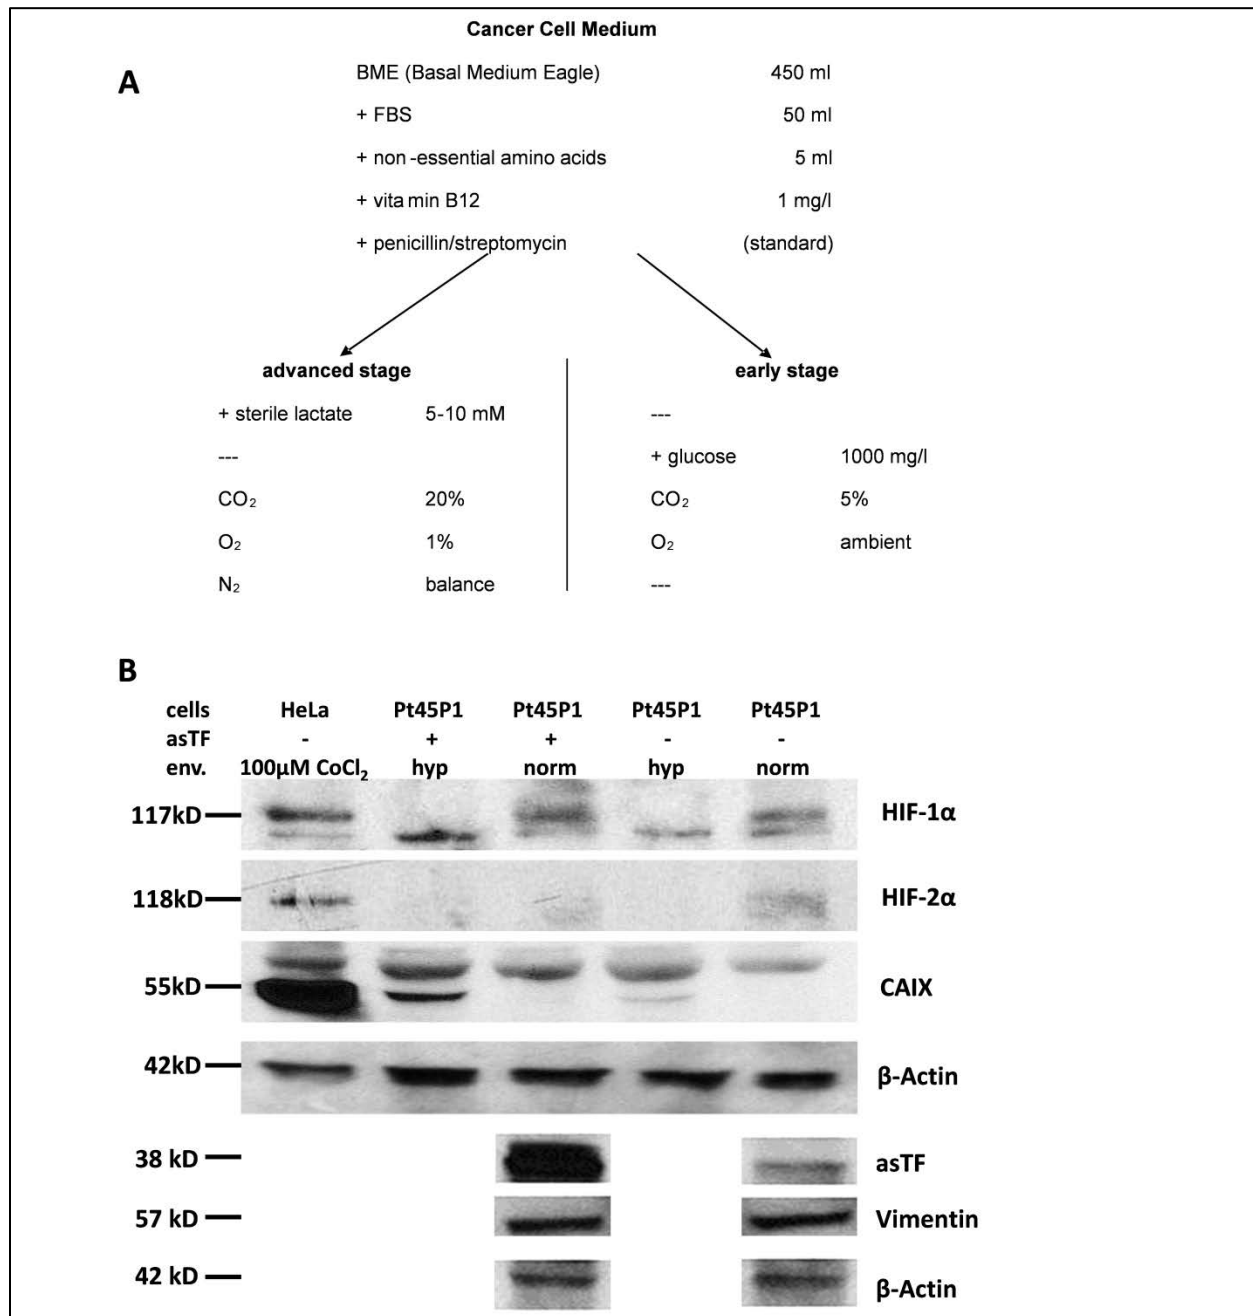 Cancer Cell Medium
A
BME (Basal Medium Eagle) 450 ml
+ FBS 50 ml
+ non-essential amino acids 5 ml
+ vitamin B12 1 mg/l
+ penicillin/streptomycin (standard)
advanced stage early stage
+ sterile lactate 5-10 mM ---
--- + glucose 1000 mg/l
CO₂ 20% CO₂ 5%
O₂ 1% O₂ ambient
N₂ balance ---
B
cells HeLa Pt45P1 Pt45P1 Pt45P1 Pt45P1
asTF - + + - -
env. 100µM CoCl₂ hyp norm hyp norm
117kD HIF-1α
118kD HIF-2α
55kD CAIX
42kD β-Actin
38 kD asTF
57 kD Vimentin
42 kD β-Actin